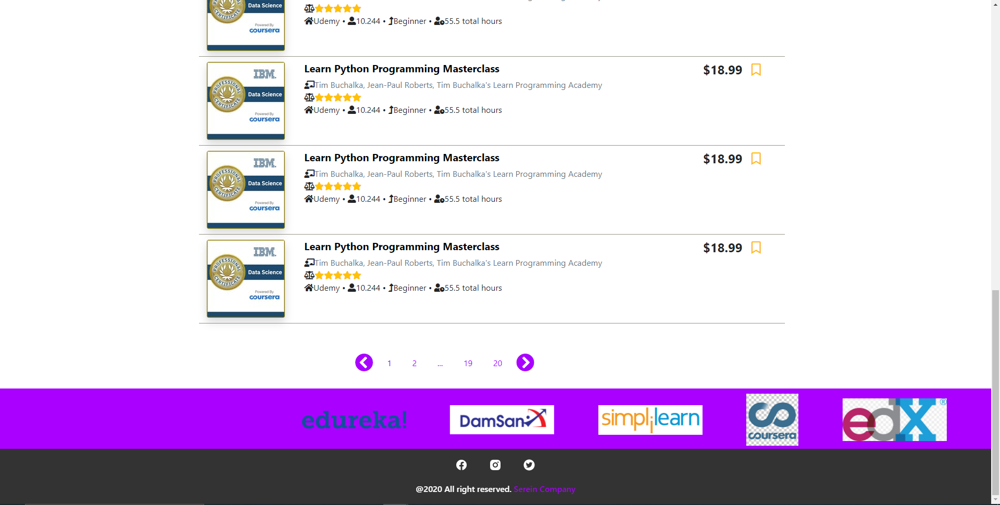 Data Science
Powered By
coursera
Udemy • 10.244 • Beginner • 55.5 total hours
IBM.
PROFESSIONAL CERTIFICATE
Data Science
Powered By
coursera
Learn Python Programming Masterclass
Tim Buchalka, Jean-Paul Roberts, Tim Buchalka's Learn Programming Academy
Udemy • 10.244 • Beginner • 55.5 total hours
$18.99
IBM.
PROFESSIONAL CERTIFICATE
Data Science
Powered By
coursera
Learn Python Programming Masterclass
Tim Buchalka, Jean-Paul Roberts, Tim Buchalka's Learn Programming Academy
Udemy • 10.244 • Beginner • 55.5 total hours
$18.99
IBM.
PROFESSIONAL CERTIFICATE
Data Science
Powered By
coursera
Learn Python Programming Masterclass
Tim Buchalka, Jean-Paul Roberts, Tim Buchalka's Learn Programming Academy
Udemy • 10.244 • Beginner • 55.5 total hours
$18.99
1 2 ... 19 20
edureka!
DamSan
simplilearn
coursera
edX®
@2020 All right reserved. Serein Company